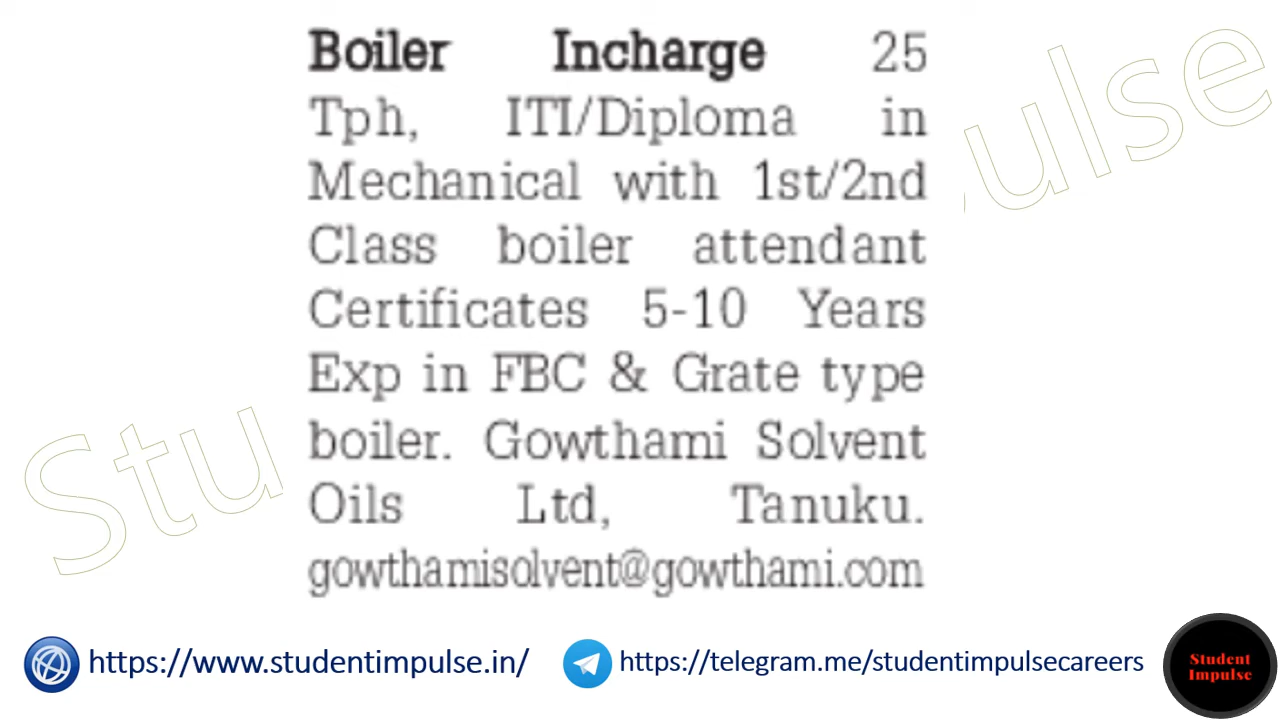 Boiler Incharge 25
Tph, ITI/Diploma in
Mechanical with 1st/2nd
Class boiler attendant
Certificates 5-10 Years
Exp in FBC & Grate type
boiler. Gowthami Solvent
Oils Ltd, Tanuku.
gowthamisolvent@gowthami.com
Stu
ulse
https://www.studentimpulse.in/
https://telegram.me/studentimpulsecareers
Student
Impulse